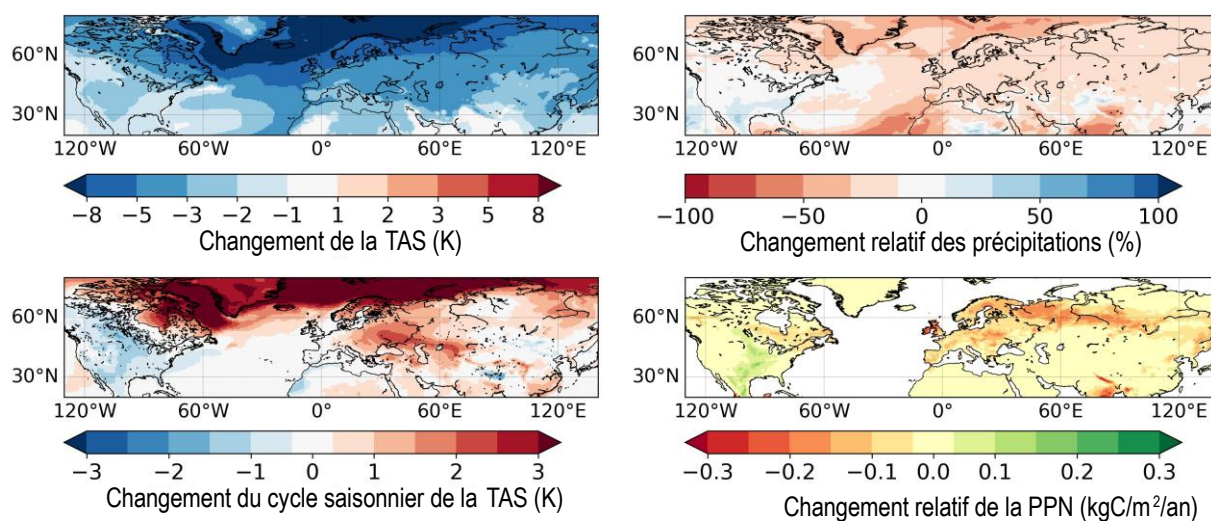 60°N
30°N
120°W 60°W 0° 60°E 120°E
−8 −5 −3 −2 −1 1 2 3 5 8
Changement de la TAS (K)
60°N
30°N
120°W 60°W 0° 60°E 120°E
−100 −50 0 50 100
Changement relatif des précipitations (%)
60°N
30°N
120°W 60°W 0° 60°E 120°E
−3 −2 −1 0 1 2 3
Changement du cycle saisonnier de la TAS (K)
60°N
30°N
120°W 60°W 0° 60°E 120°E
−0.3 −0.2 −0.1 0.0 0.1 0.2 0.3
Changement relatif de la PPN (kgC/m²/an)